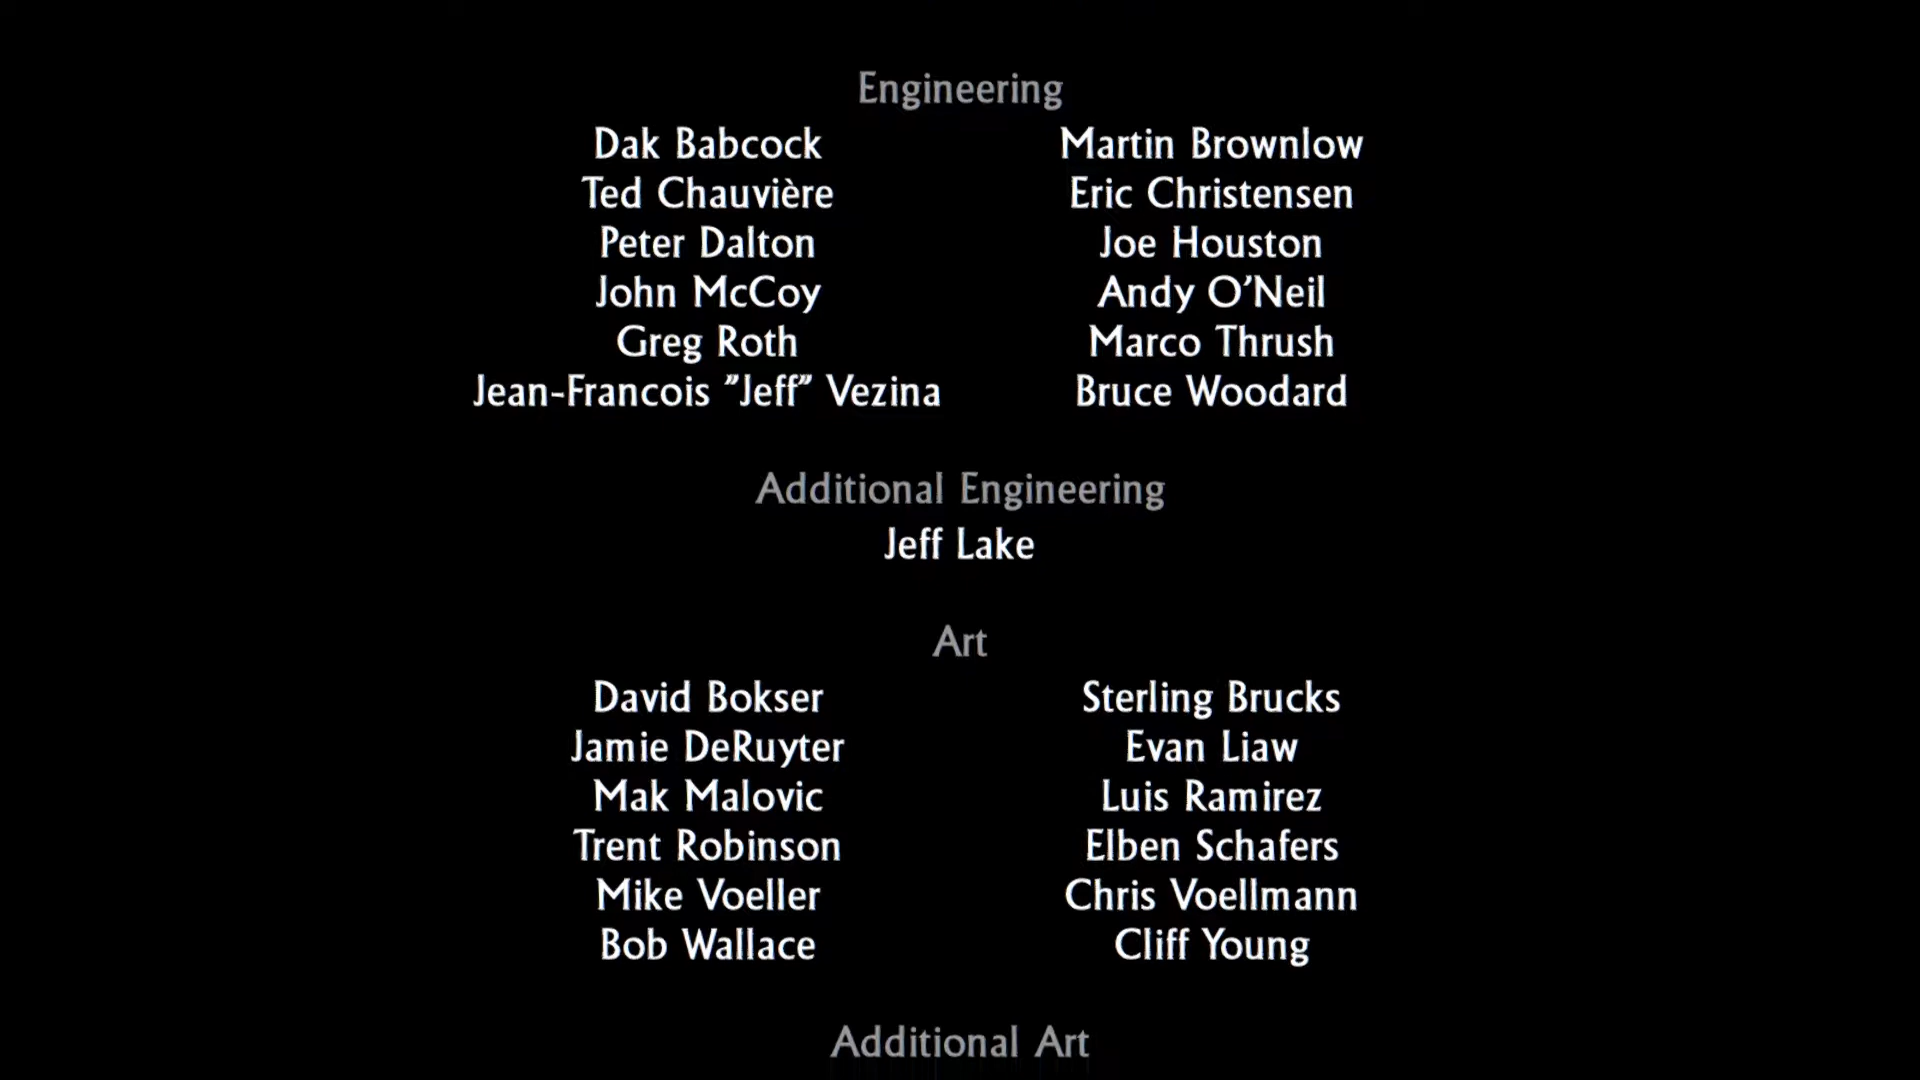 Engineering
Dak Babcock Martin Brownlow
Ted Chauvière Eric Christensen
Peter Dalton Joe Houston
John McCoy Andy O’Neil
Greg Roth Marco Thrush
Jean-Francois ”Jeff” Vezina Bruce Woodard
Additional Engineering
Jeff Lake
Art
David Bokser Sterling Brucks
Jamie DeRuyter Evan Liaw
Mak Malovic Luis Ramirez
Trent Robinson Elben Schafers
Mike Voeller Chris Voellmann
Bob Wallace Cliff Young
Additional Art